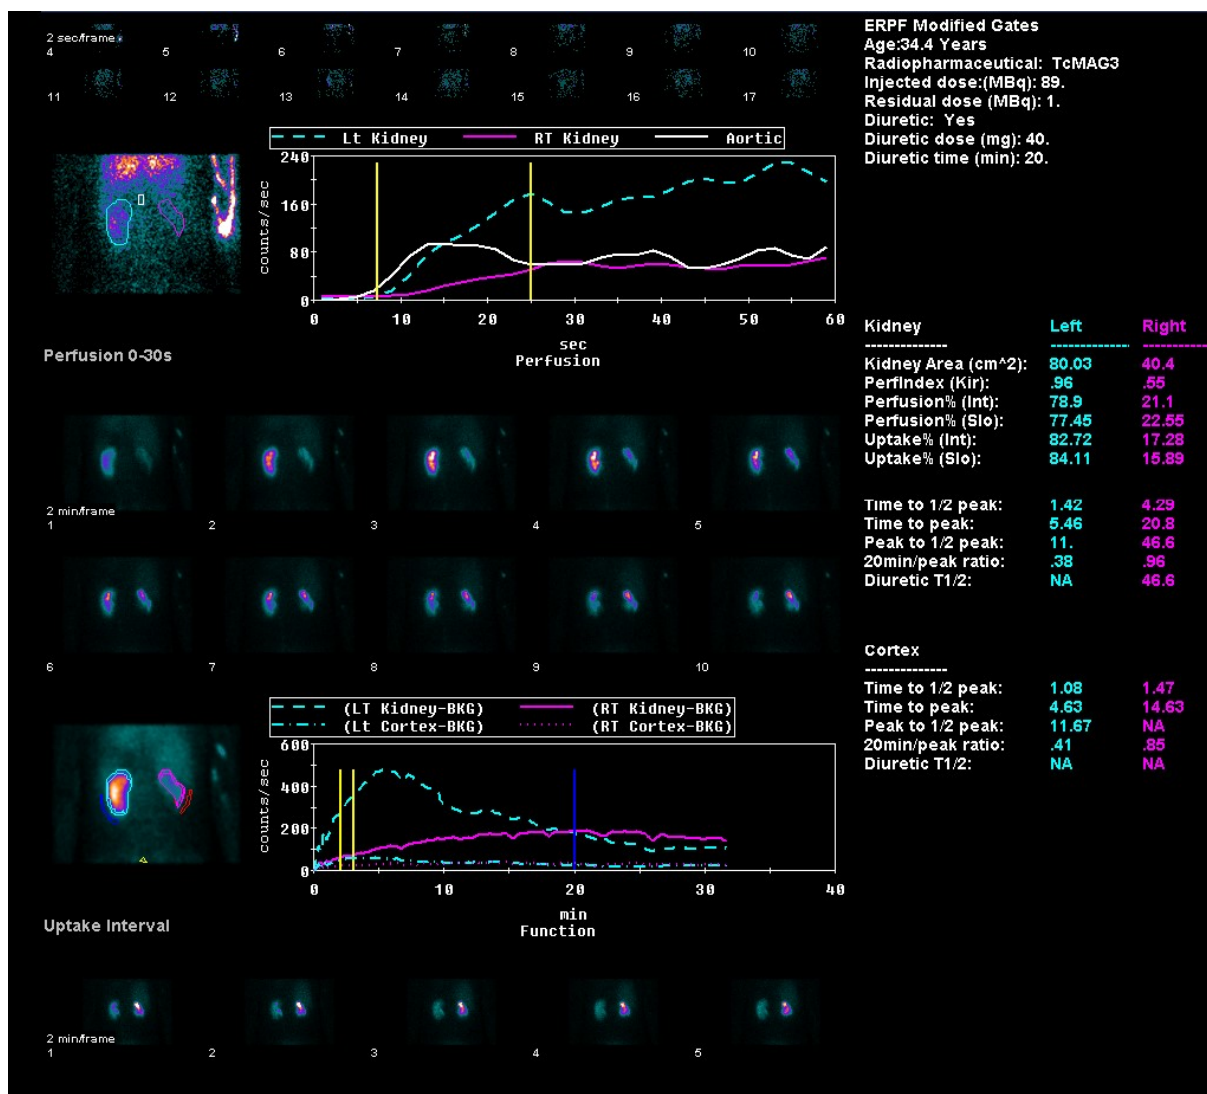 2 sec/frame
4 5 6 7 8 9 10
11 12 13 14 15 16 17
Lt Kidney RT Kidney Aortic
240
160
80
0
counts/sec
0 10 20 30 40 50 60
sec
Perfusion
Perfusion 0-30s
2 min/frame
1 2 3 4 5
6 7 8 9 10
(LT Kidney-BKG) (RT Kidney-BKG)
(Lt Cortex-BKG) (RT Cortex-BKG)
600
400
200
0
counts/sec
0 10 20 30 40
min
Function
Uptake Interval
2 min/frame
1 2 3 4 5
ERPF Modified Gates
Age:34.4 Years
Radiopharmaceutical: TcMAG3
Injected dose:(MBq): 89.
Residual dose (MBq): 1.
Diuretic: Yes
Diuretic dose (mg): 40.
Diuretic time (min): 20.
Kidney Left Right
-------------- -------------- ----------
Kidney Area (cm^2): 80.03 40.4
PerfIndex (Kir): .96 .55
Perfusion% (Int): 78.9 21.1
Perfusion% (Slo): 77.45 22.55
Uptake% (Int): 82.72 17.28
Uptake% (Slo): 84.11 15.89
Time to 1/2 peak: 1.42 4.29
Time to peak: 5.46 20.8
Peak to 1/2 peak: 11. 46.6
20min/peak ratio: .38 .96
Diuretic T1/2: NA 46.6
Cortex
--------------
Time to 1/2 peak: 1.08 1.47
Time to peak: 4.63 14.63
Peak to 1/2 peak: 11.67 NA
20min/peak ratio: .41 .85
Diuretic T1/2: NA NA